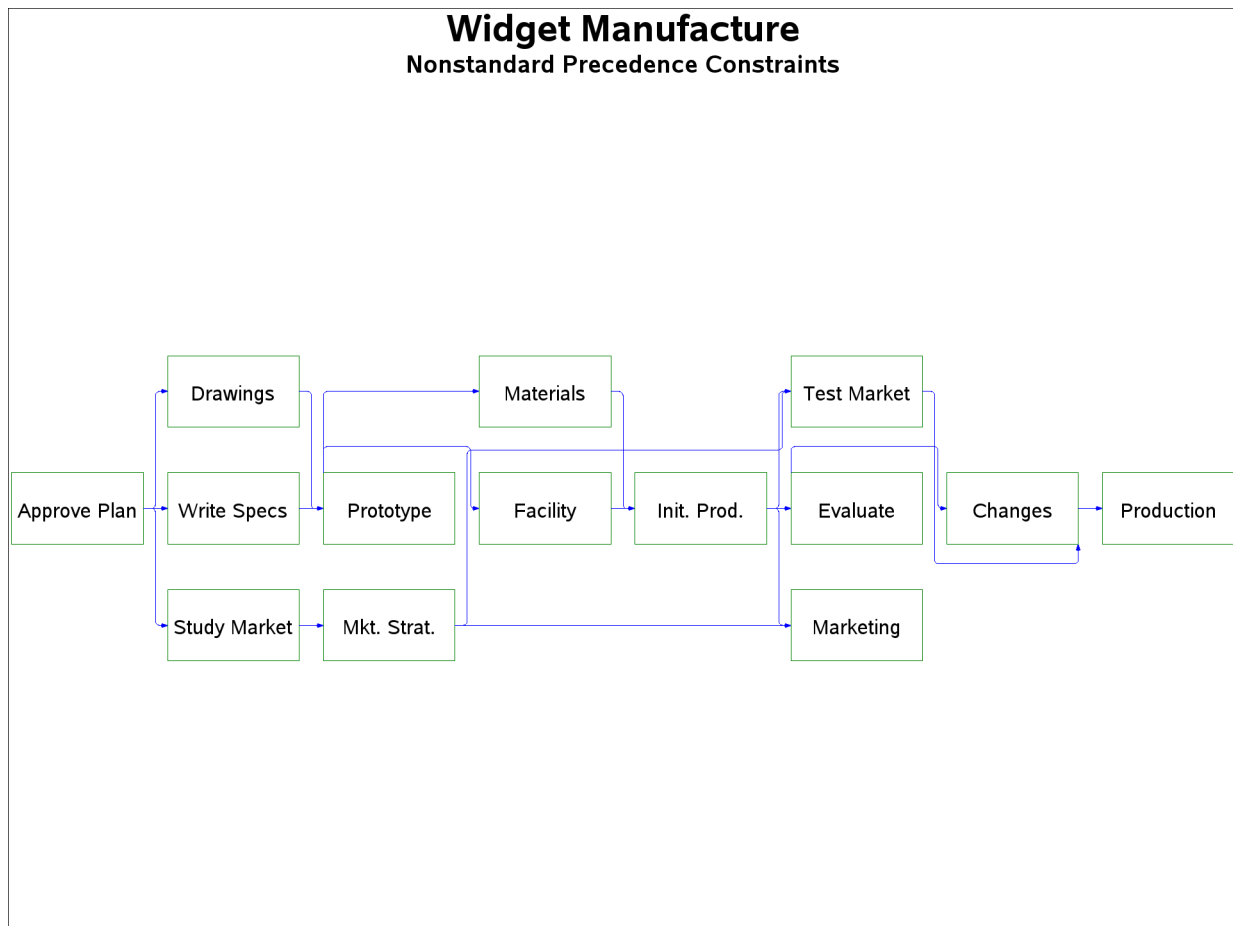 Widget Manufacture
Nonstandard Precedence Constraints
Drawings
Materials
Test Market
Approve Plan
Write Specs
Prototype
Facility
Init. Prod.
Evaluate
Changes
Production
Study Market
Mkt. Strat.
Marketing